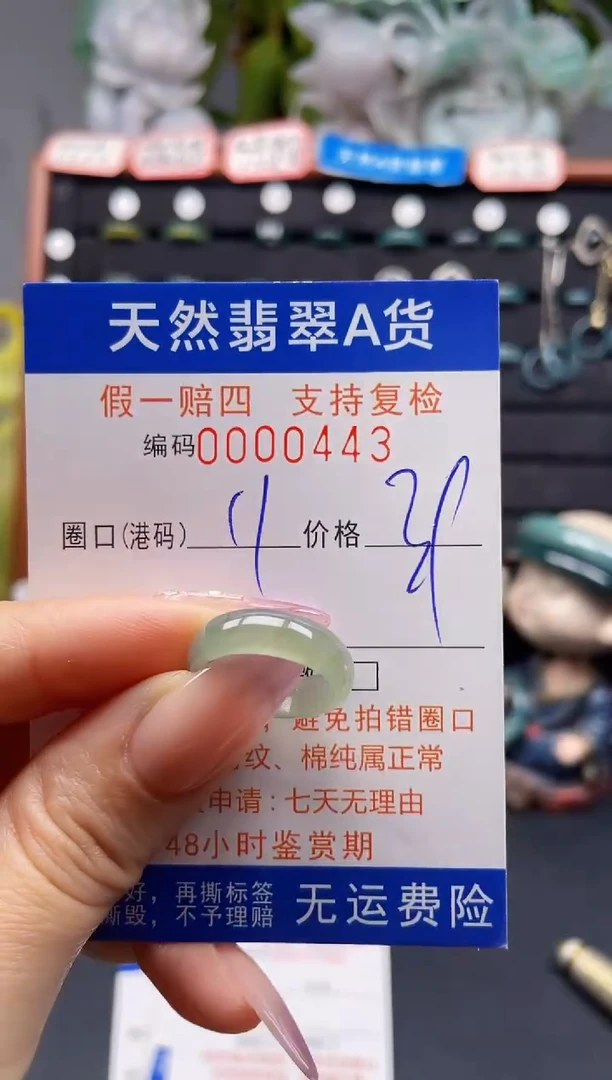 天然翡翠A货
假一赔四 支持复检
编码0000443
圈口(港码) 价格
，避免拍错圈口
纹、棉纯属正常
申请：七天无理由
48小时鉴赏期
好，再撕标签
撕毁，不予理赔
无运费险